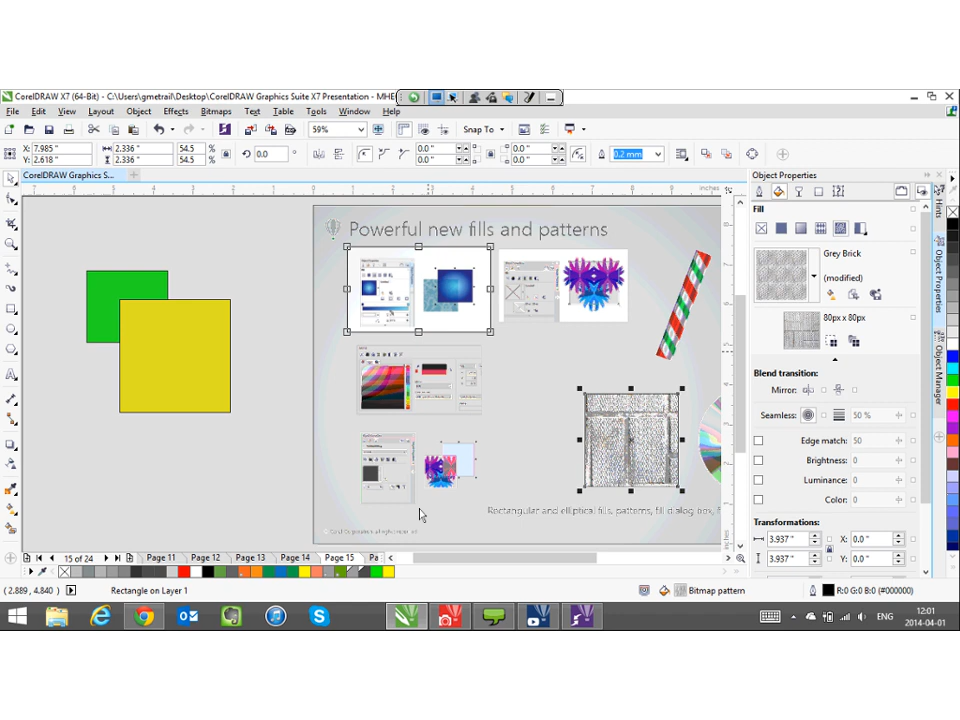 CorelDRAW X7 (64-Bit) - C:\Users\gmetrail\Desktop\CorelDRAW Graphics Suite X7 Presentation - MHE
File Edit View Layout Object Effects Bitmaps Text Table Tools Window Help
59% Snap To
X: 7.985 " 2.336 " 54.5 % 0.0 ° 0.0 " 0.0 " 0.2 mm
Y: 2.618 " 2.336 " 54.5 % 0.0 " 0.0 "
CorelDRAW Graphics S...
inches
Powerful new fills and patterns
Rectangular and elliptical fills, patterns, fill dialog box,
Object Properties
Fill
Grey Brick
(modified)
80px x 80px
Blend transition:
Mirror:
Seamless: 50 %
Edge match: 50
Brightness: 0
Luminance: 0
Color: 0
Transformations:
3.937 " X: 0.0 "
3.937 " Y: 0.0 "
Hints
Object Properties
Object Manager
15 of 24 Page 11 Page 12 Page 13 Page 14 Page 15 Pa
( 2.889, 4.840 ) Rectangle on Layer 1 Bitmap pattern R:0 G:0 B:0 (#000000)
ENG 12:01
2014-04-01